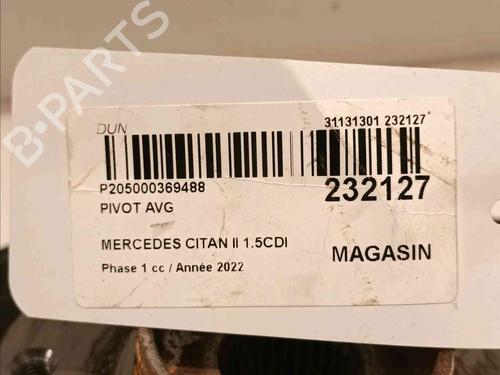 B-PARTS
DUN
31131301 232127
P205000369488
232127
PIVOT AVG
MERCEDES CITAN II 1.5CDI
MAGASIN
Phase 1 cc / Année 2022